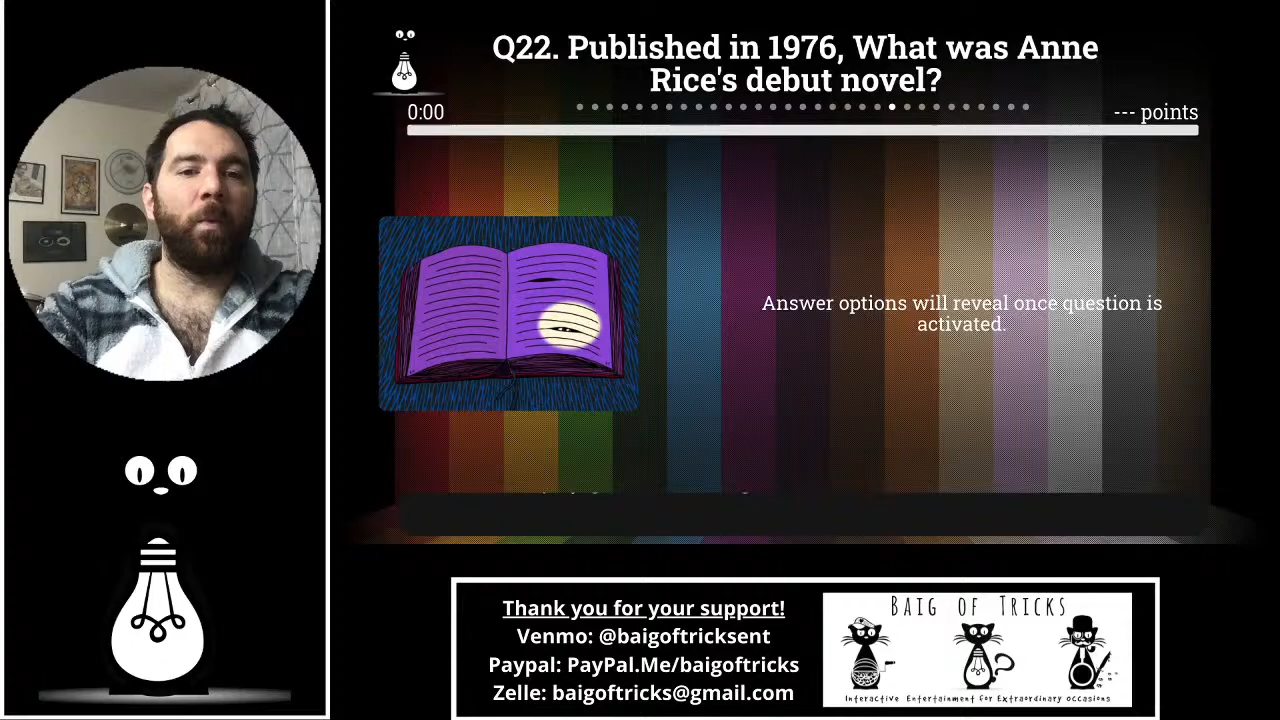 Q22. Published in 1976, What was Anne
Rice's debut novel?
0:00
--- points
Answer options will reveal once question is
activated.
Thank you for your support!
Venmo: @baigoftricksent
Paypal: PayPal.Me/baigoftricks
Zelle: baigoftricks@gmail.com
BAIG OF TRICKS
Interactive Entertainment for Extraordinary Occasions